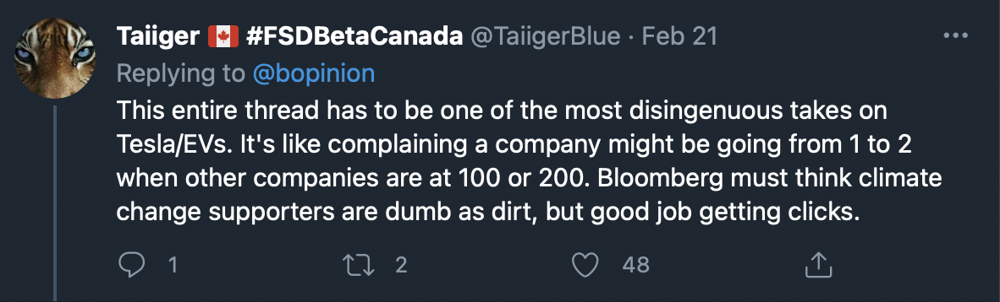 Taiiger 🇨🇦 #FSDBetaCanada @TaiigerBlue · Feb 21
Replying to @bopinion
This entire thread has to be one of the most disingenuous takes on
Tesla/EVs. It's like complaining a company might be going from 1 to 2
when other companies are at 100 or 200. Bloomberg must think climate
change supporters are dumb as dirt, but good job getting clicks.
1 2 48